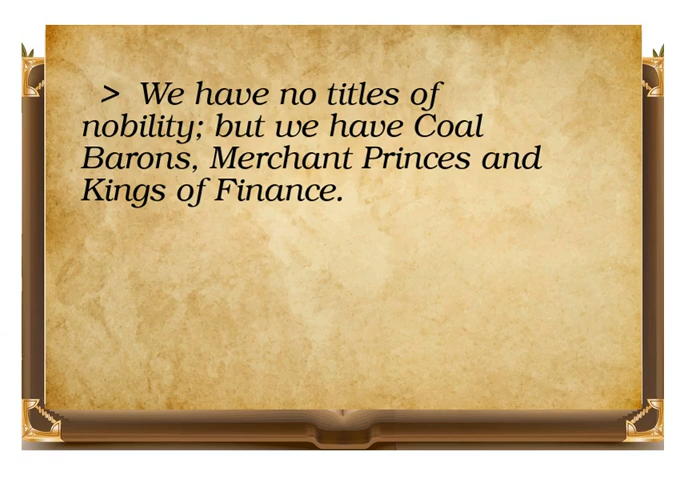 > We have no titles of
nobility; but we have Coal
Barons, Merchant Princes and
Kings of Finance.